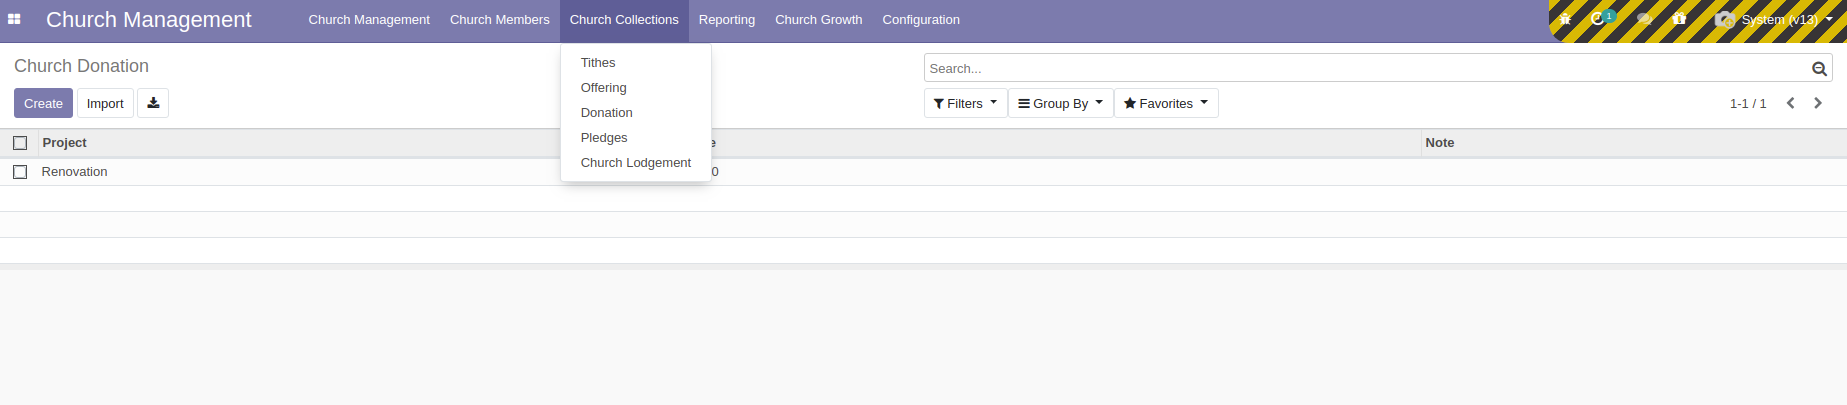 Church Management Church Management Church Members Church Collections Reporting Church Growth Configuration 1 System (v13)
Church Donation
Search...
Create Import
Filters Group By Favorites 1-1 / 1
Tithes
Offering
Donation
Pledges
Church Lodgement
Project e Note
Renovation 0